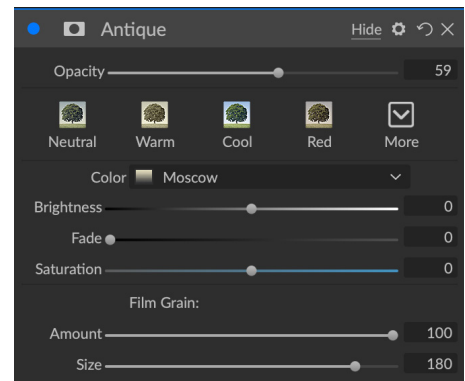 Antique Hide
Opacity 59
Neutral Warm Cool Red More
Color Moscow
Brightness 0
Fade 0
Saturation 0
Film Grain:
Amount 100
Size 180